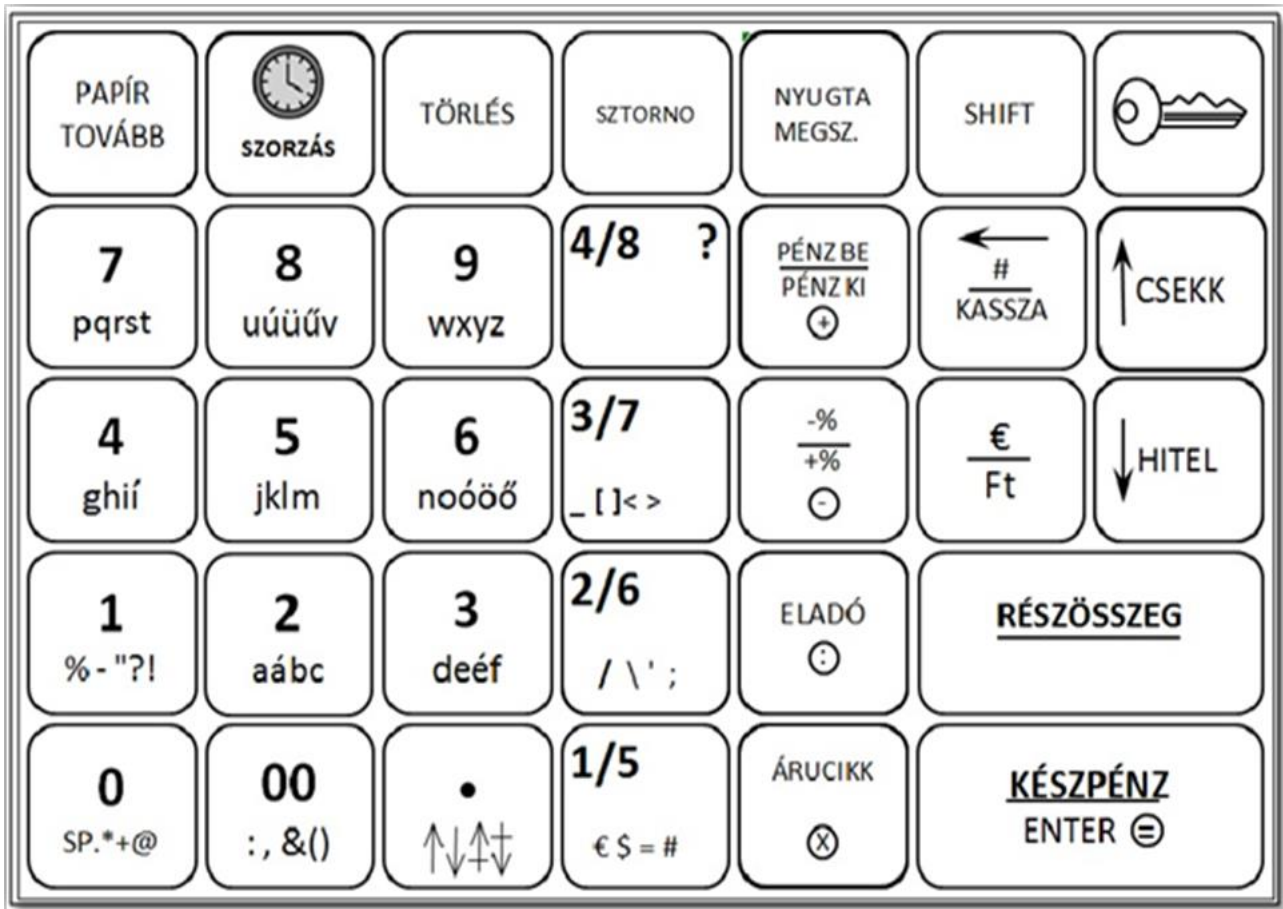 PAPÍR
TOVÁBB
SZORZÁS
TÖRLÉS
SZTORNO
NYUGTA
MEGSZ.
SHIFT
7
pqrst
8
uúüűv
9
wxyz
4/8 ?
PÉNZ BE
PÉNZ KI
+
←
#
KASSZA
↑ CSEKK
4
ghií
5
jklm
6
noóöő
3/7
_ [ ]< >
-%
+%
-
€
Ft
↓ HITEL
1
% - "?!
2
aábc
3
deéf
2/6
/ \ ' ;
ELADÓ
:
RÉSZÖSSZEG
0
SP.*+@
00
: , &()
.
↑↓⇡⇣
1/5
€ $ = #
ÁRUCIKK
X
KÉSZPÉNZ
ENTER =